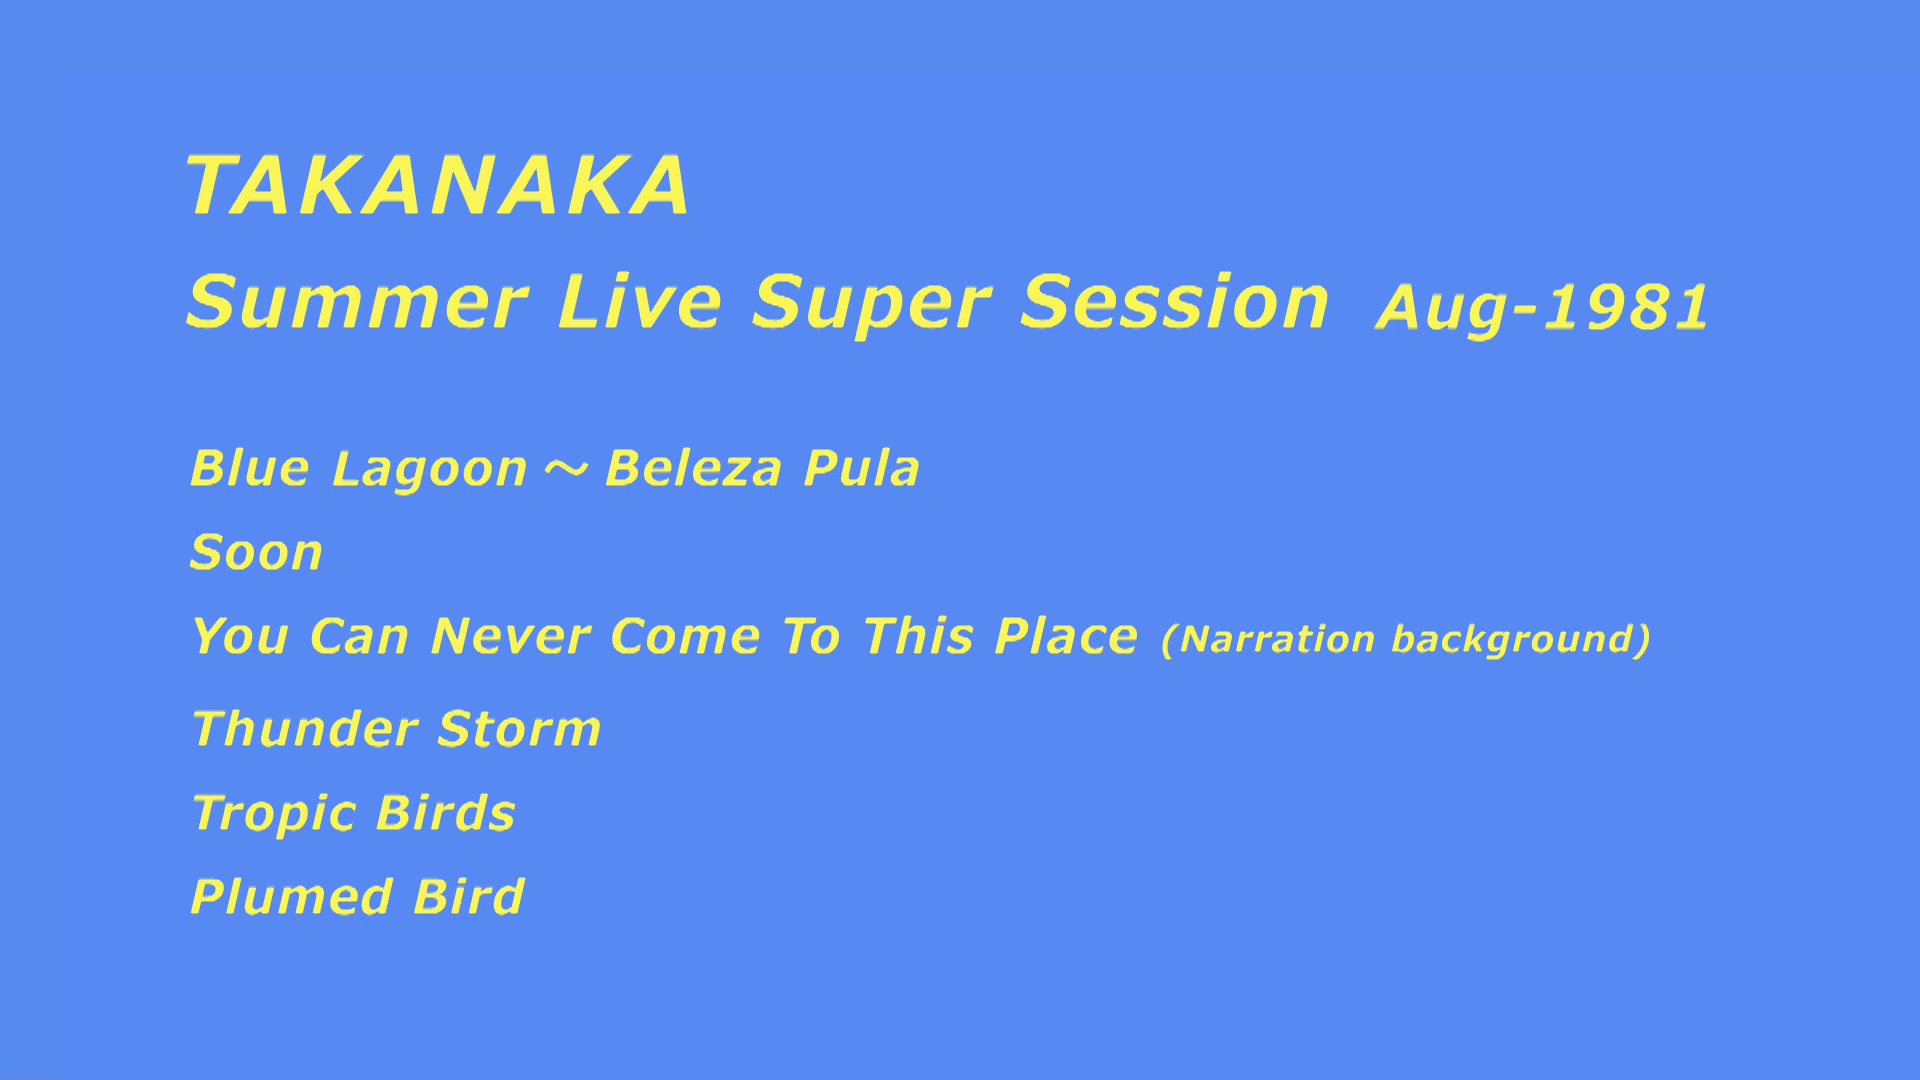 TAKANAKA
Summer Live Super Session Aug-1981
Blue Lagoon ～ Beleza Pula
Soon
You Can Never Come To This Place (Narration background)
Thunder Storm
Tropic Birds
Plumed Bird